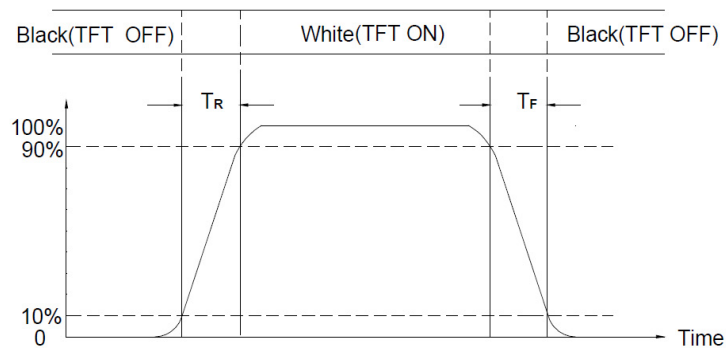 Black(TFT OFF) White(TFT ON) Black(TFT OFF)
TR TF
100%
90%
10%
0 Time